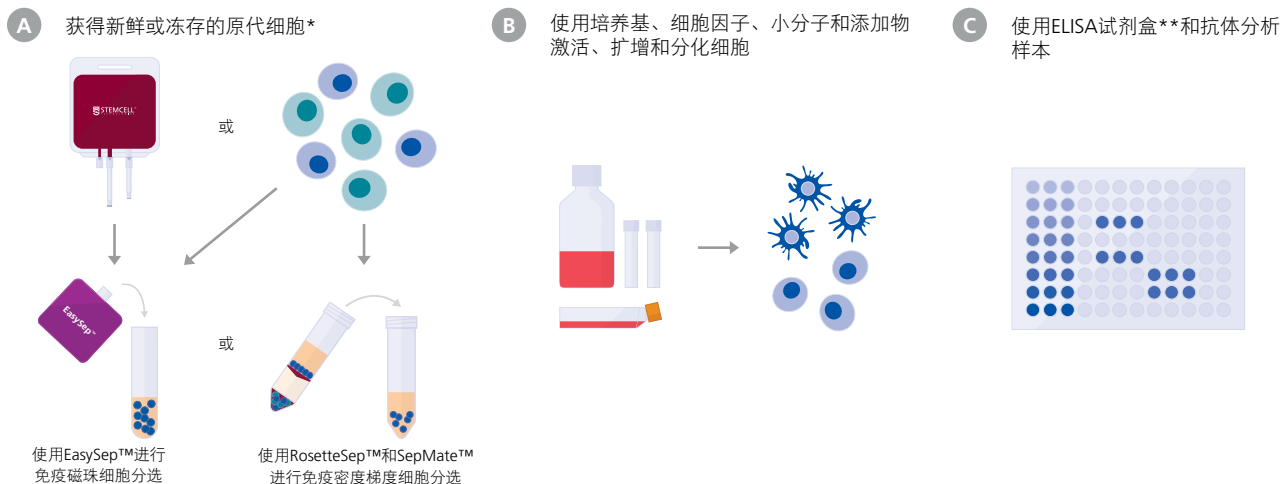 A
获得新鲜或冻存的原代细胞*
STEMCELL
或
EasySep™
或
使用EasySep™进行
免疫磁珠细胞分选
使用RosetteSep™和SepMate™
进行免疫密度梯度细胞分选
B
使用培养基、细胞因子、小分子和添加物
激活、扩增和分化细胞
C
使用ELISA试剂盒**和抗体分析
样本